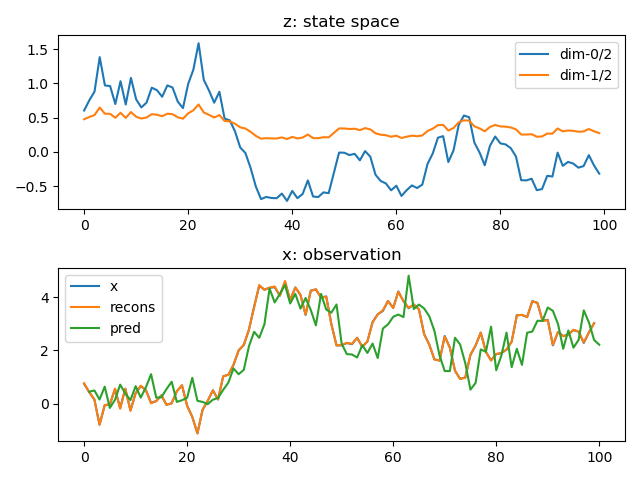 z: state space
1.5
1.0
0.5
0.0
−0.5
dim-0/2
dim-1/2
0 20 40 60 80 100
x: observation
4
2
0
x
recons
pred
0 20 40 60 80 100